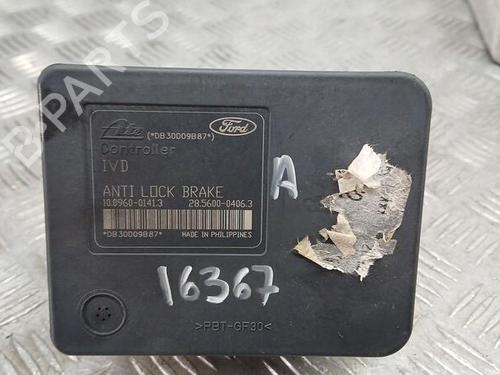 Ate (*DB30D09B87*) Ford
Controller
IVD
ANTI LOCK BRAKE
10.0960-0141.3 28.5600-0406.3
*DB30D09B87* MADE IN PHILIPPINES
A
16367
>PBT-GF30<
B-PARTS